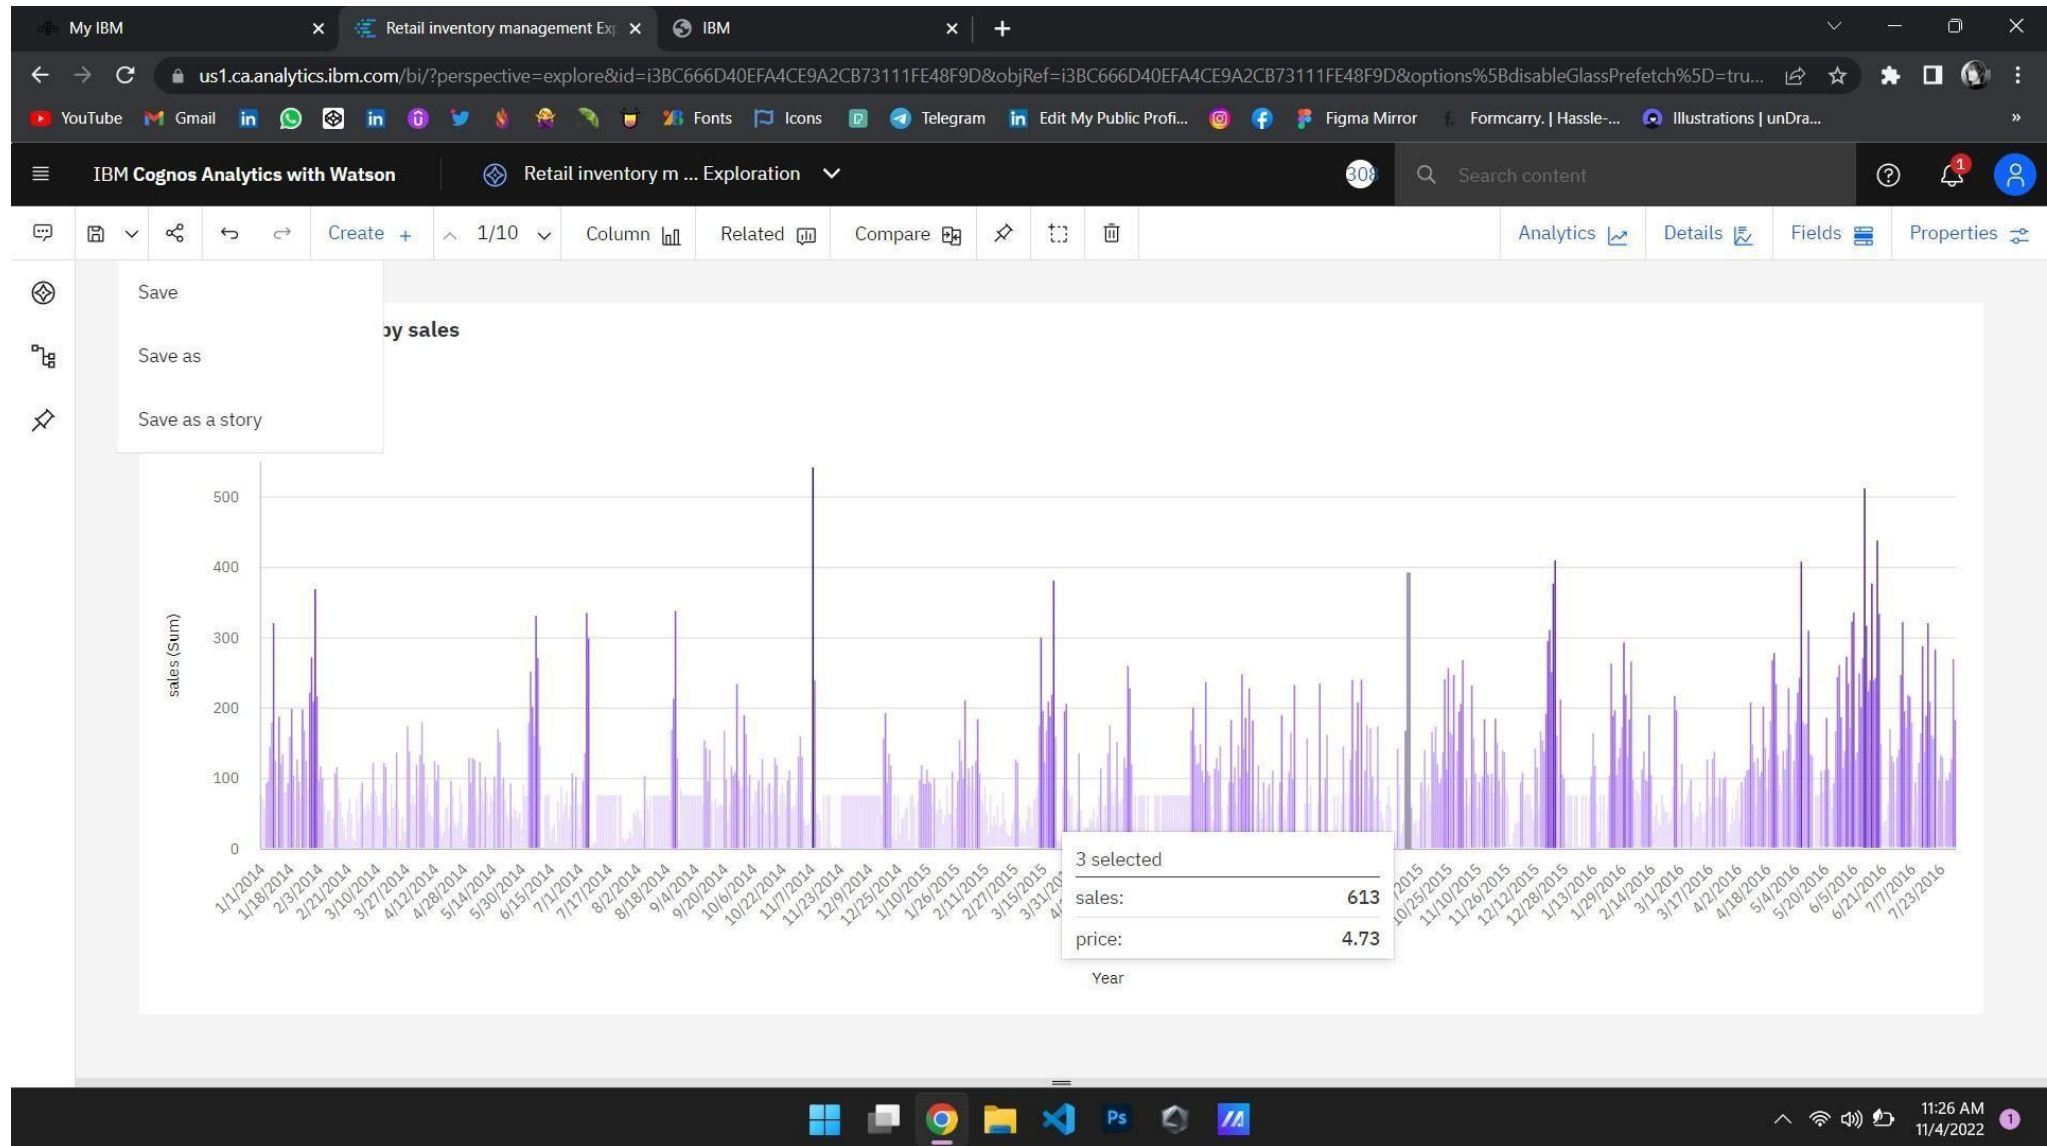 My IBM
Retail inventory management Exp
IBM
us1.ca.analytics.ibm.com/bi/?perspective=explore&id=i3BC666D40EFA4CE9A2CB73111FE48F9D&objRef=i3BC666D40EFA4CE9A2CB73111FE48F9D&options%5BdisableGlassPrefetch%5D=tru...
YouTube Gmail Fonts Icons Telegram Edit My Public Profi... Figma Mirror Formcarry. | Hassle-... Illustrations | unDra... »
IBM Cognos Analytics with Watson
Retail inventory m ... Exploration
308
Search content
1
Create +
1/10
Column
Related
Compare
Analytics
Details
Fields
Properties
Save
Save as
Save as a story
by sales
sales (Sum)
500
400
300
200
100
0
1/1/2014 1/18/2014 2/3/2014 2/21/2014 3/10/2014 3/27/2014 4/12/2014 4/28/2014 5/14/2014 5/30/2014 6/15/2014 7/1/2014 7/17/2014 8/2/2014 8/18/2014 9/4/2014 9/20/2014 10/6/2014 10/22/2014 11/7/2014 11/23/2014 12/9/2014 12/25/2014 1/10/2015 1/26/2015 2/11/2015 2/27/2015 3/15/2015 10/25/2015 11/10/2015 11/26/2015 12/12/2015 12/28/2015 1/13/2016 1/29/2016 2/14/2016 3/1/2016 3/17/2016 4/2/2016 4/18/2016 5/4/2016 5/20/2016 6/5/2016 6/21/2016 7/7/2016 7/23/2016
3 selected
sales: 613
price: 4.73
Year
Ps
11:26 AM
11/4/2022
1